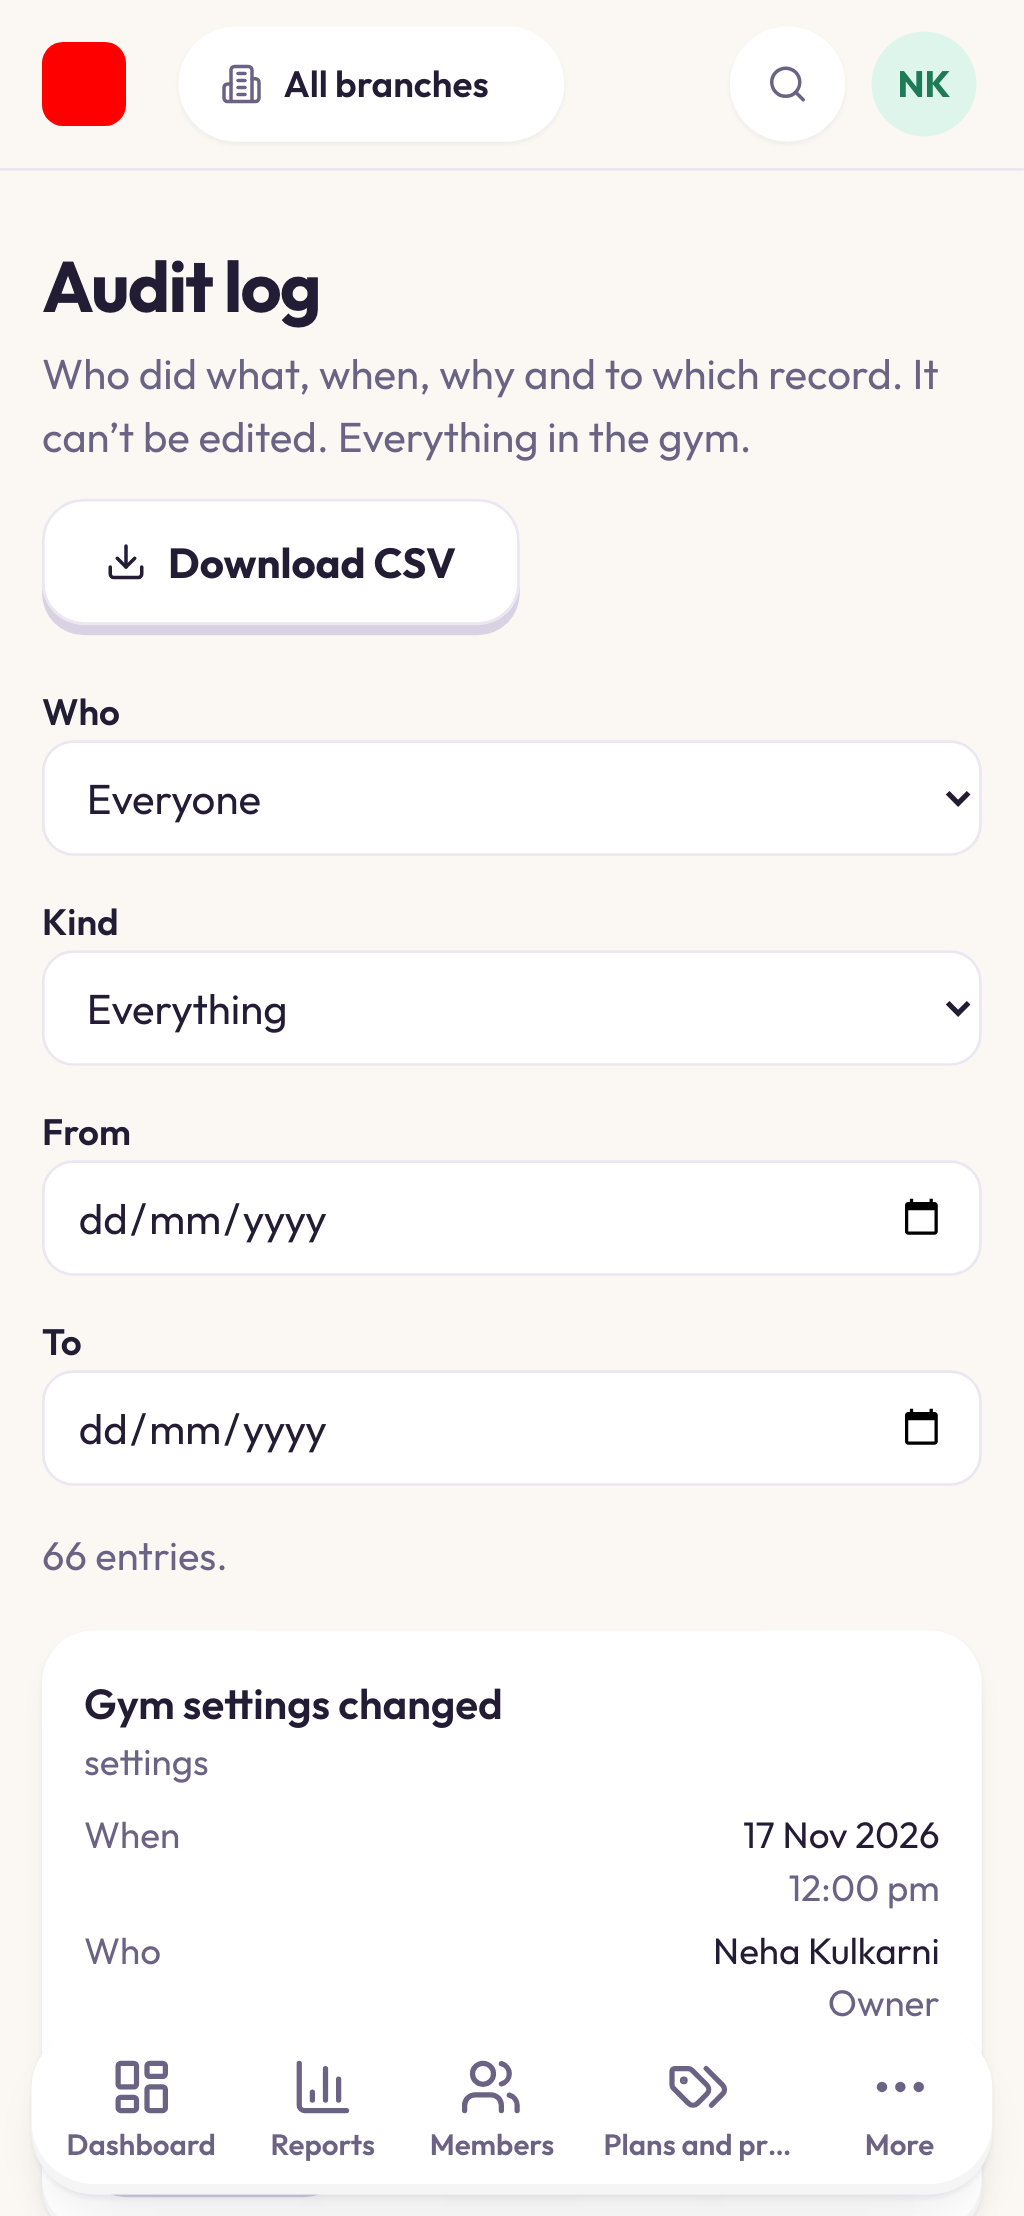 All branches
NK
Audit log
Who did what, when, why and to which record. It
can’t be edited. Everything in the gym.
Download CSV
Who
Everyone
Kind
Everything
From
dd/mm/yyyy
To
dd/mm/yyyy
66 entries.
Gym settings changed
settings
When
17 Nov 2026
12:00 pm
Who
Neha Kulkarni
Owner
Dashboard
Reports
Members
Plans and pr...
More